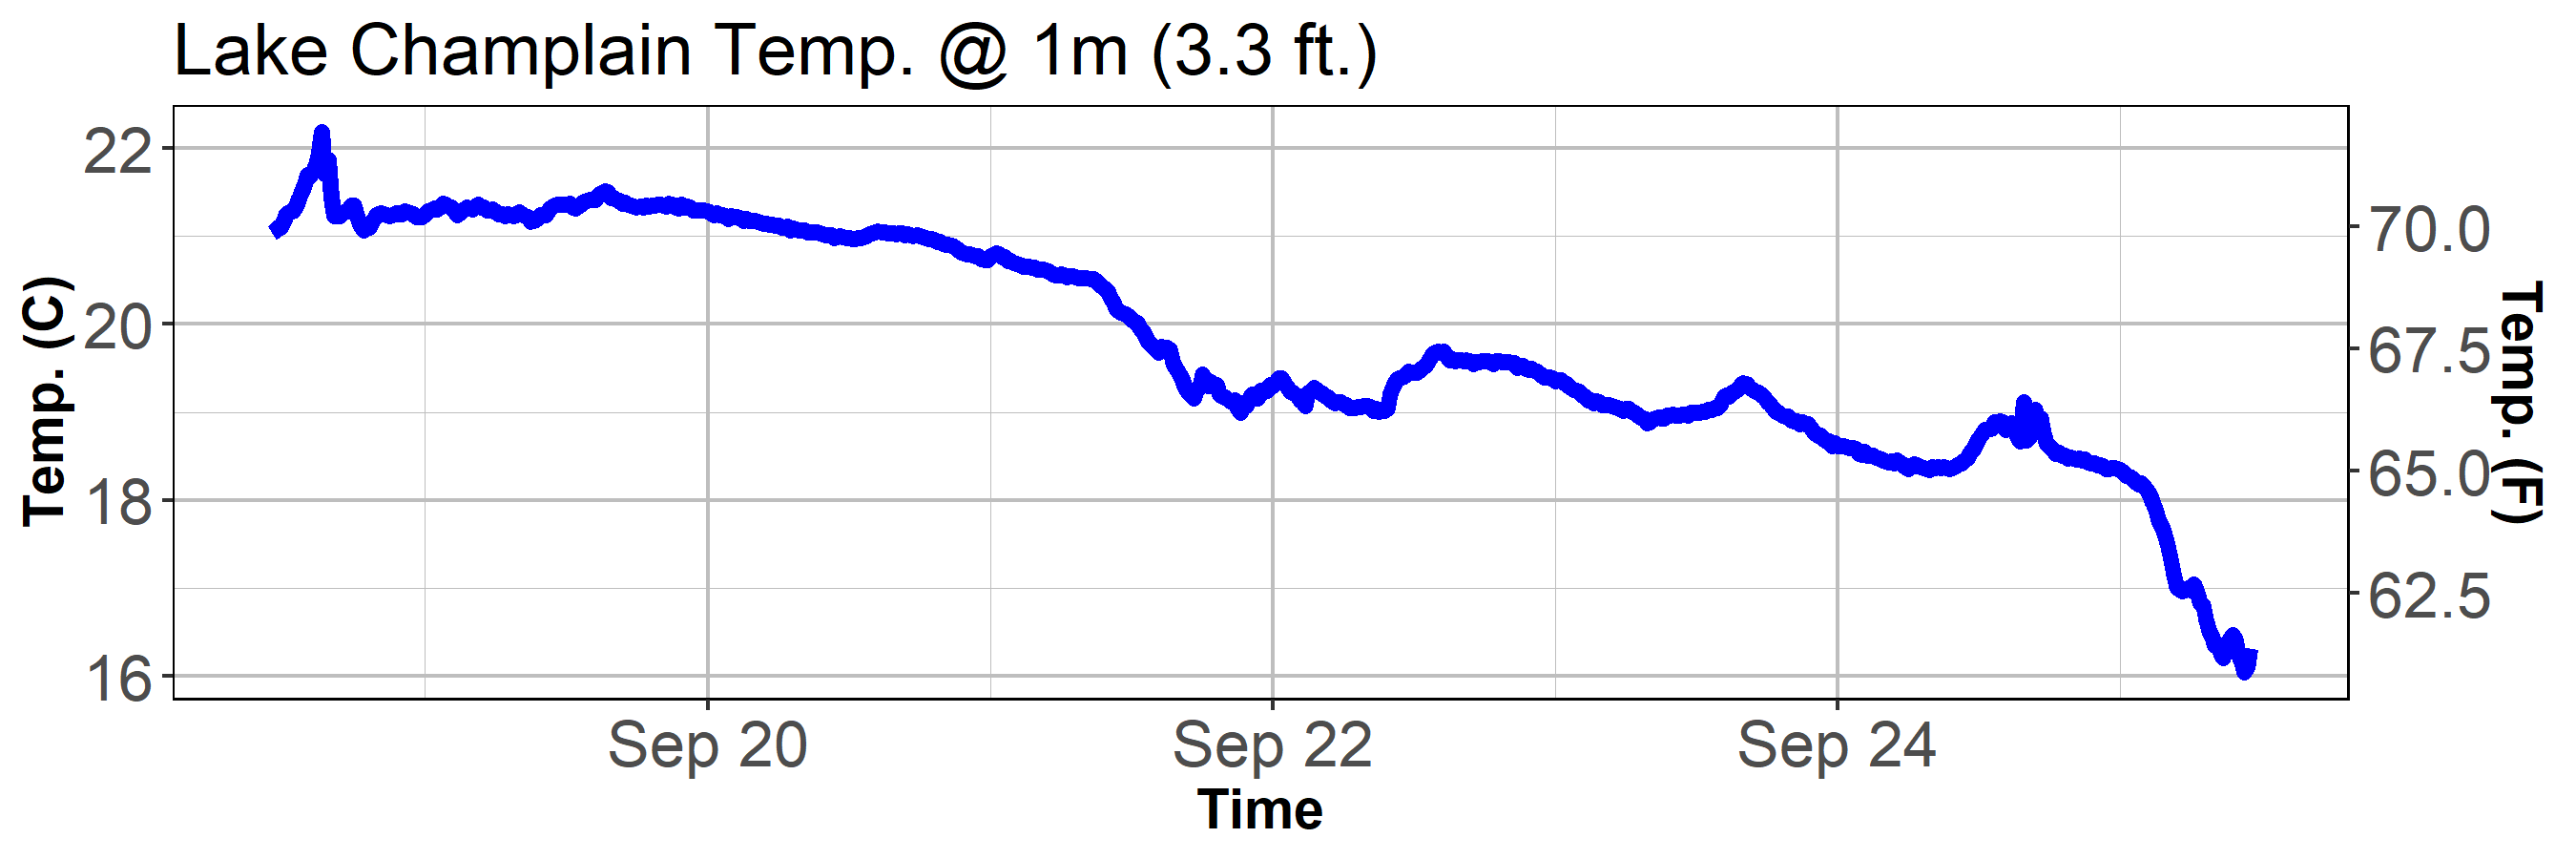 Lake Champlain Temp. @ 1m (3.3 ft.)
22
20
18
16
Temp. (C)
70.0
67.5
65.0
62.5
Temp. (F)
Sep 20
Sep 22
Sep 24
Time